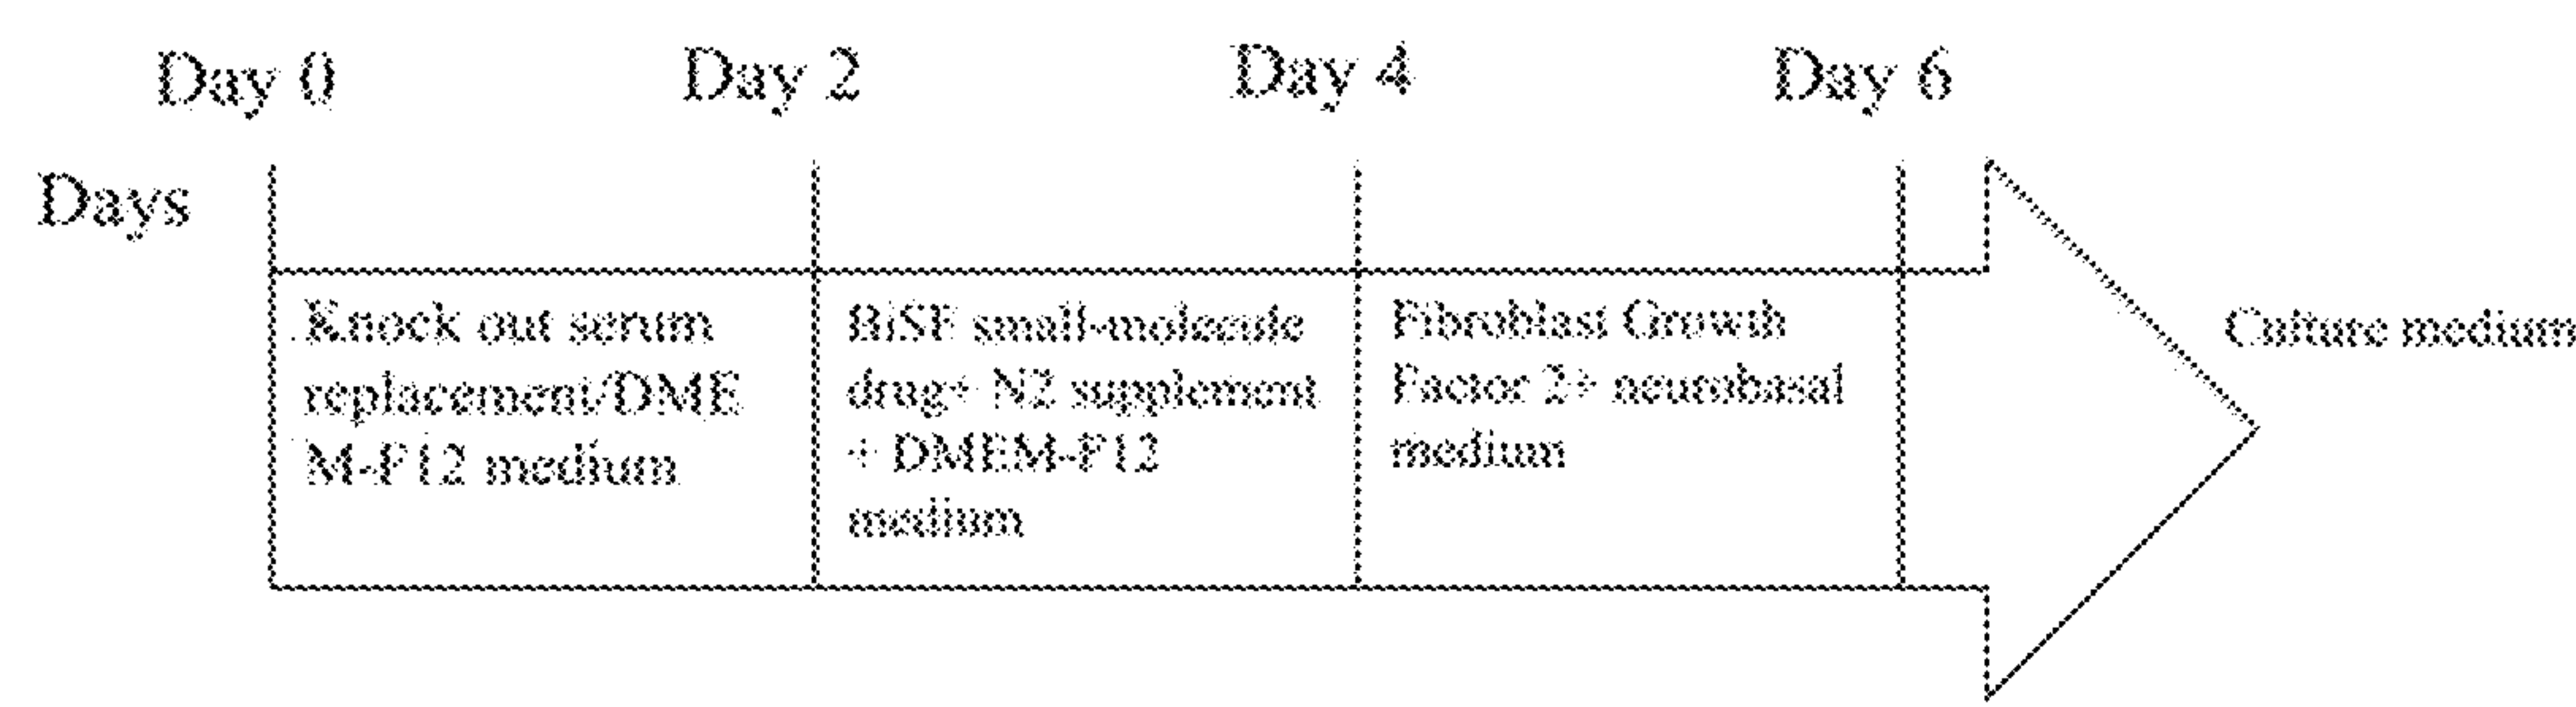 Day 0 Day 2 Day 4 Day 6
Days
Knock out serum
replacement/DME
M-F12 medium
BiSF small-molecule
drug+ N2 supplement
+ DMEM-F12
medium
Fibroblast Growth
Factor 2+ neurobasal
medium
Culture medium